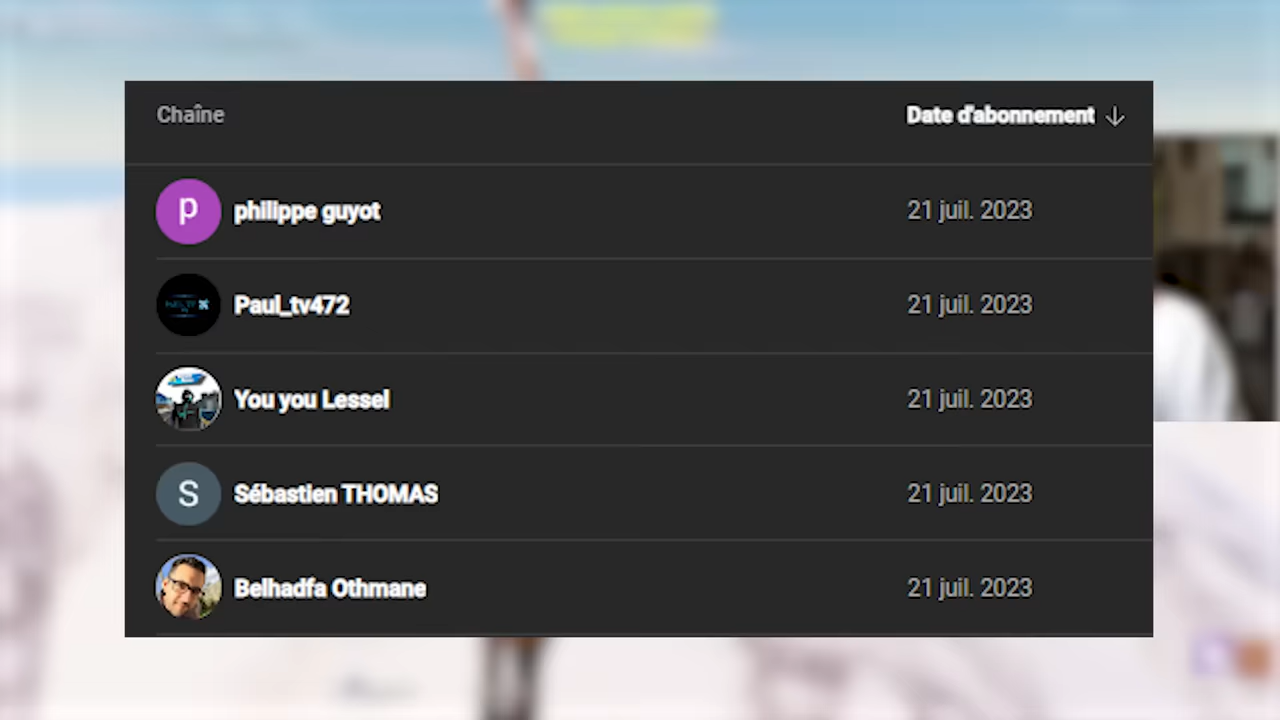 Chaîne
Date d'abonnement
p
philippe guyot
21 juil. 2023
Paul_tv472
21 juil. 2023
You you Lessel
21 juil. 2023
S
Sébastien THOMAS
21 juil. 2023
Belhadfa Othmane
21 juil. 2023